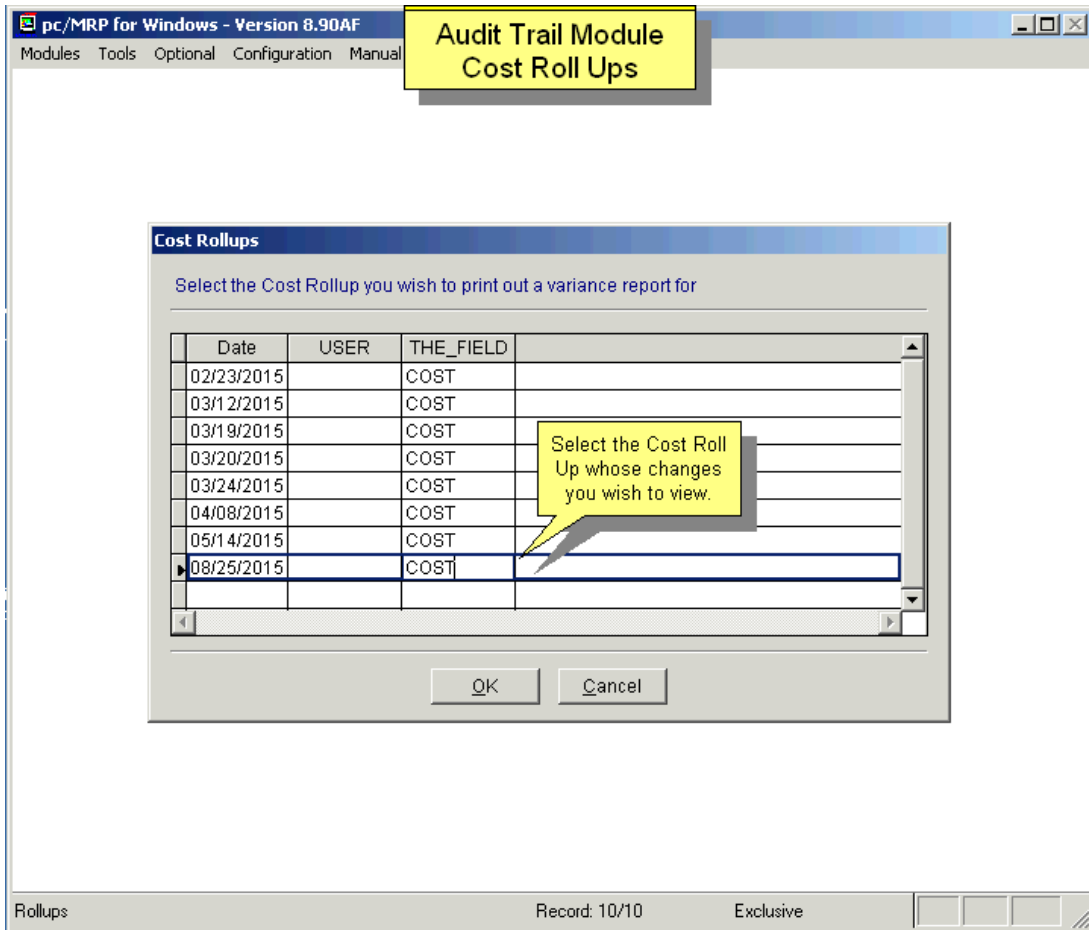 pc/MRP for Windows - Version 8.90AF
Audit Trail Module
Cost Roll Ups
Modules Tools Optional Configuration Manual
Cost Rollups
Select the Cost Rollup you wish to print out a variance report for
Date USER THE_FIELD
02/23/2015 COST
03/12/2015 COST
03/19/2015 COST
03/20/2015 COST
03/24/2015 COST
04/08/2015 COST
05/14/2015 COST
08/25/2015 COST
Select the Cost Roll
Up whose changes
you wish to view.
OK Cancel
Rollups Record: 10/10 Exclusive